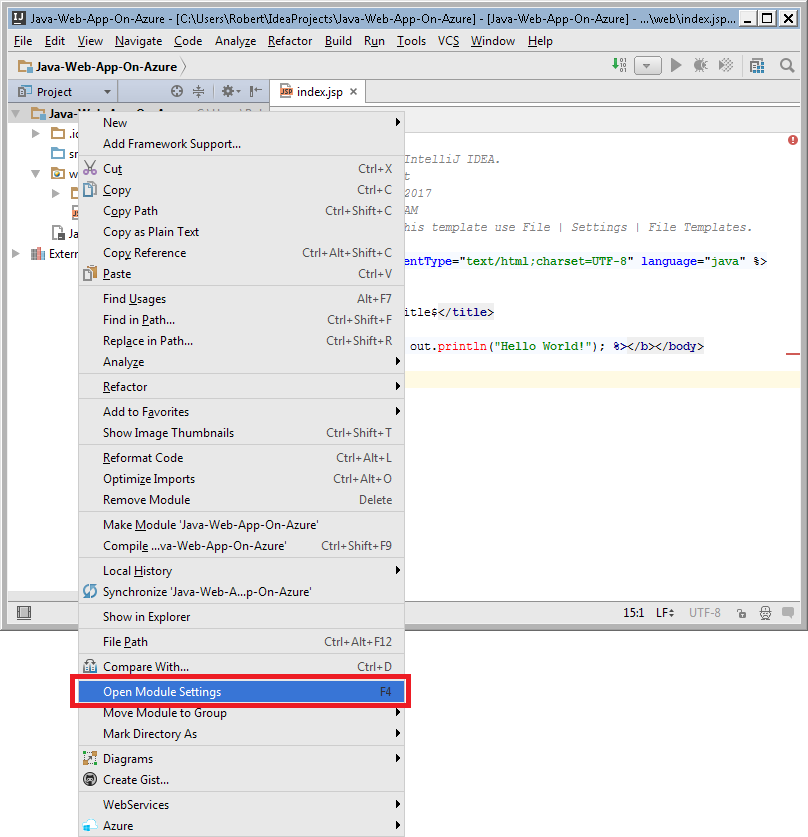 Java-Web-App-On-Azure - [C:\Users\Robert\IdeaProjects\Java-Web-App-On-Azure] - [Java-Web-App-On-Azure] - ...\web\index.jsp...
File Edit View Navigate Code Analyze Refactor Build Run Tools VCS Window Help
Java-Web-App-On-Azure
Project
JSP index.jsp
New
Add Framework Support...
Cut Ctrl+X
Copy Ctrl+C
Copy Path Ctrl+Shift+C
Copy as Plain Text
Copy Reference Ctrl+Alt+Shift+C
Paste Ctrl+V
Find Usages Alt+F7
Find in Path... Ctrl+Shift+F
Replace in Path... Ctrl+Shift+R
Analyze
Refactor
Add to Favorites
Show Image Thumbnails Ctrl+Shift+T
Reformat Code Ctrl+Alt+L
Optimize Imports Ctrl+Alt+O
Remove Module Delete
Make Module 'Java-Web-App-On-Azure'
Compile ...va-Web-App-On-Azure' Ctrl+Shift+F9
Local History
Synchronize 'Java-Web-A...p-On-Azure'
Show in Explorer
File Path Ctrl+Alt+F12
Compare With... Ctrl+D
Open Module Settings F4
Move Module to Group
Mark Directory As
Diagrams
Create Gist...
WebServices
Azure
IntelliJ IDEA.
t
2017
AM
his template use File | Settings | File Templates.
entType="text/html;charset=UTF-8" language="java" %>
itle$</title>
out.println("Hello World!"); %></b></body>
15:1 LF UTF-8